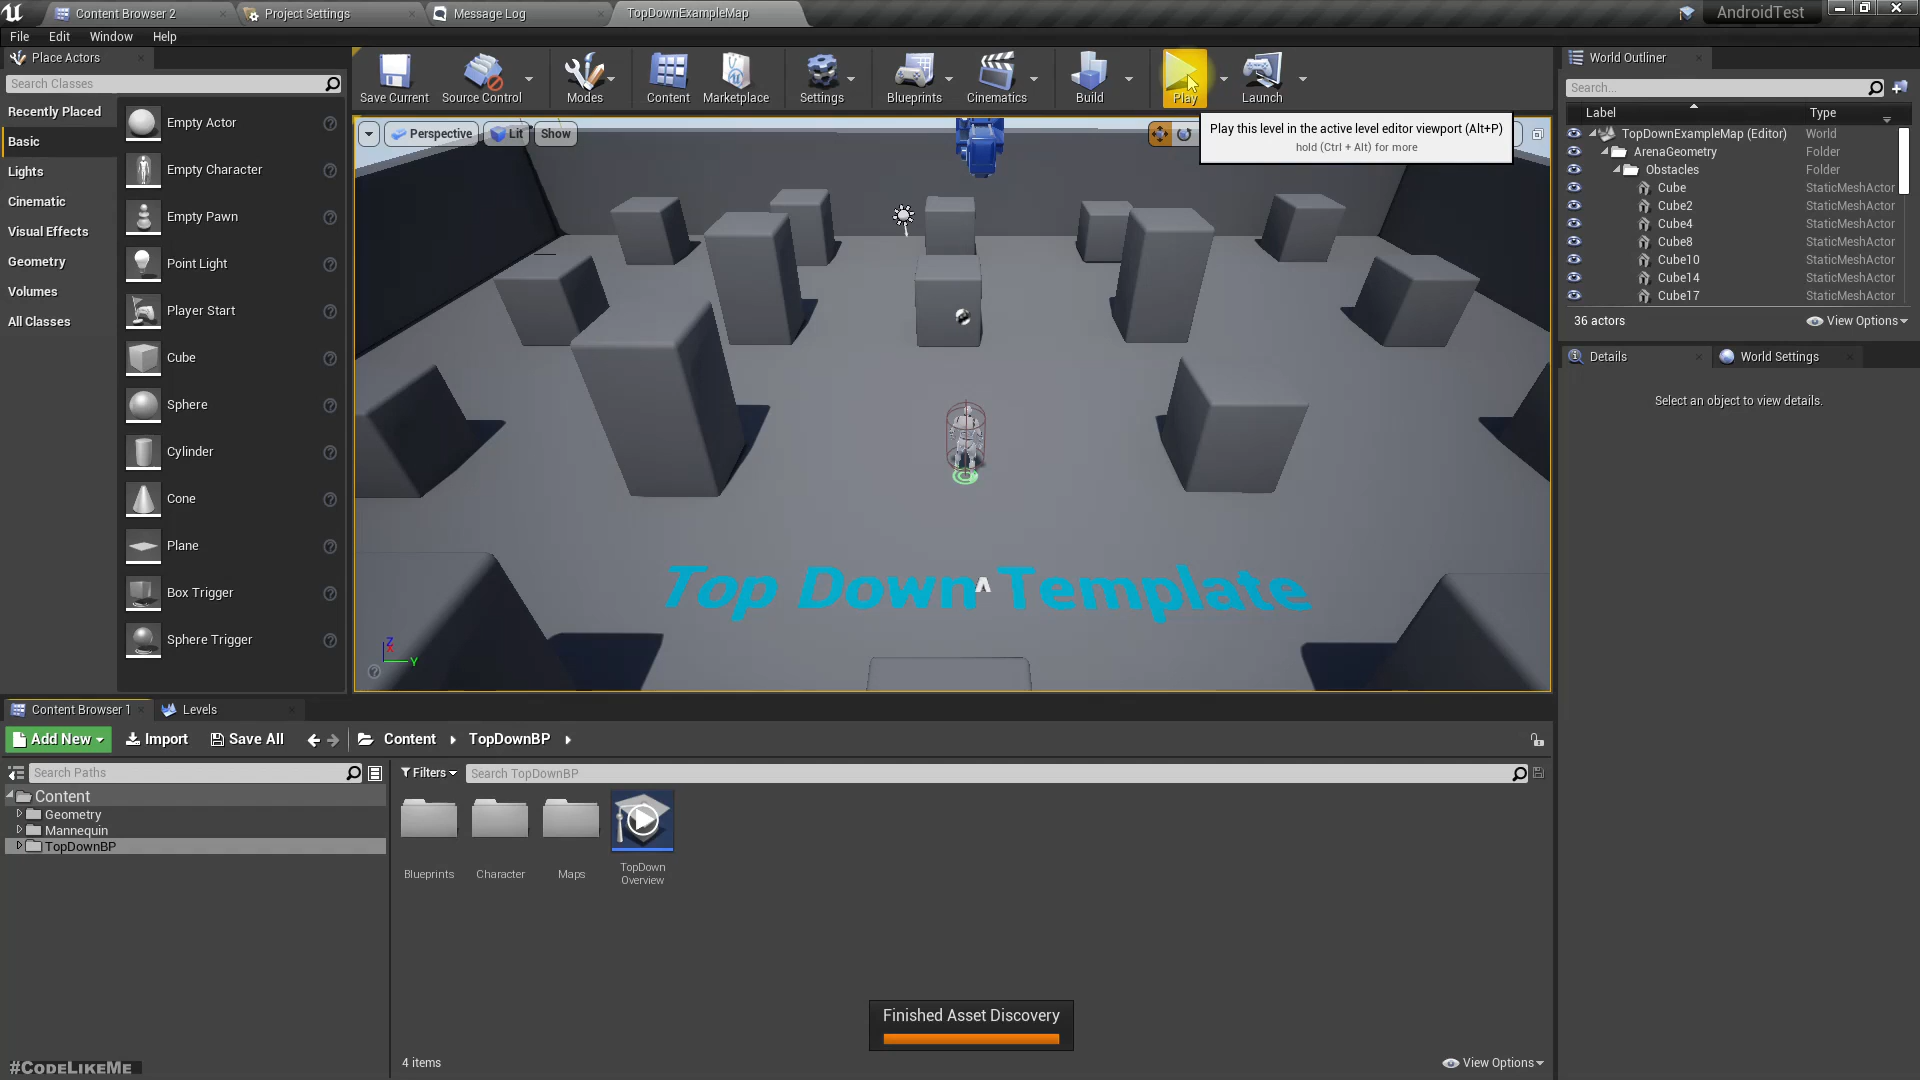 Content Browser 2
Project Settings
Message Log
TopDownExampleMap
AndroidTest
File Edit Window Help
Place Actors
World Outliner
Search Classes
Save Current
Source Control
Modes
Content
Marketplace
Settings
Blueprints
Cinematics
Build
Play
Launch
Search...
Label Type
Recently Placed
Basic
Lights
Cinematic
Visual Effects
Geometry
Volumes
All Classes
Empty Actor
Empty Character
Empty Pawn
Point Light
Player Start
Cube
Sphere
Cylinder
Cone
Plane
Box Trigger
Sphere Trigger
Perspective
Lit
Show
Play this level in the active level editor viewport (Alt+P)
hold (Ctrl + Alt) for more
Top Down Template
Z
X
Y
TopDownExampleMap (Editor) World
ArenaGeometry Folder
Obstacles Folder
Cube StaticMeshActor
Cube2 StaticMeshActor
Cube4 StaticMeshActor
Cube8 StaticMeshActor
Cube10 StaticMeshActor
Cube14 StaticMeshActor
Cube17 StaticMeshActor
36 actors
View Options
Details
World Settings
Select an object to view details.
Content Browser 1
Levels
Add New
Import
Save All
Content
TopDownBP
Search Paths
Filters
Search TopDownBP
Content
Geometry
Mannequin
TopDownBP
Blueprints
Character
Maps
TopDown
Overview
Finished Asset Discovery
4 items
View Options
#CodeLikeMe